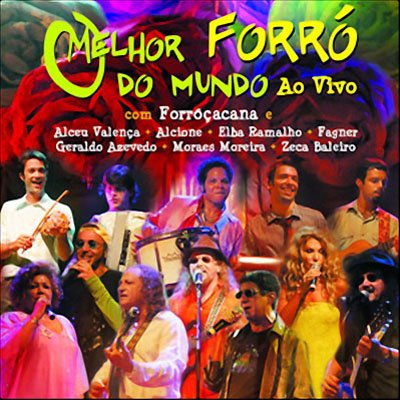 O MELHOR FORRÓ
DO MUNDO AO VIVO
com Forróçacana e
Alceu Valença • Alcione • Elba Ramalho • Fagner
Geraldo Azevedo • Moraes Moreira • Zeca Baleiro